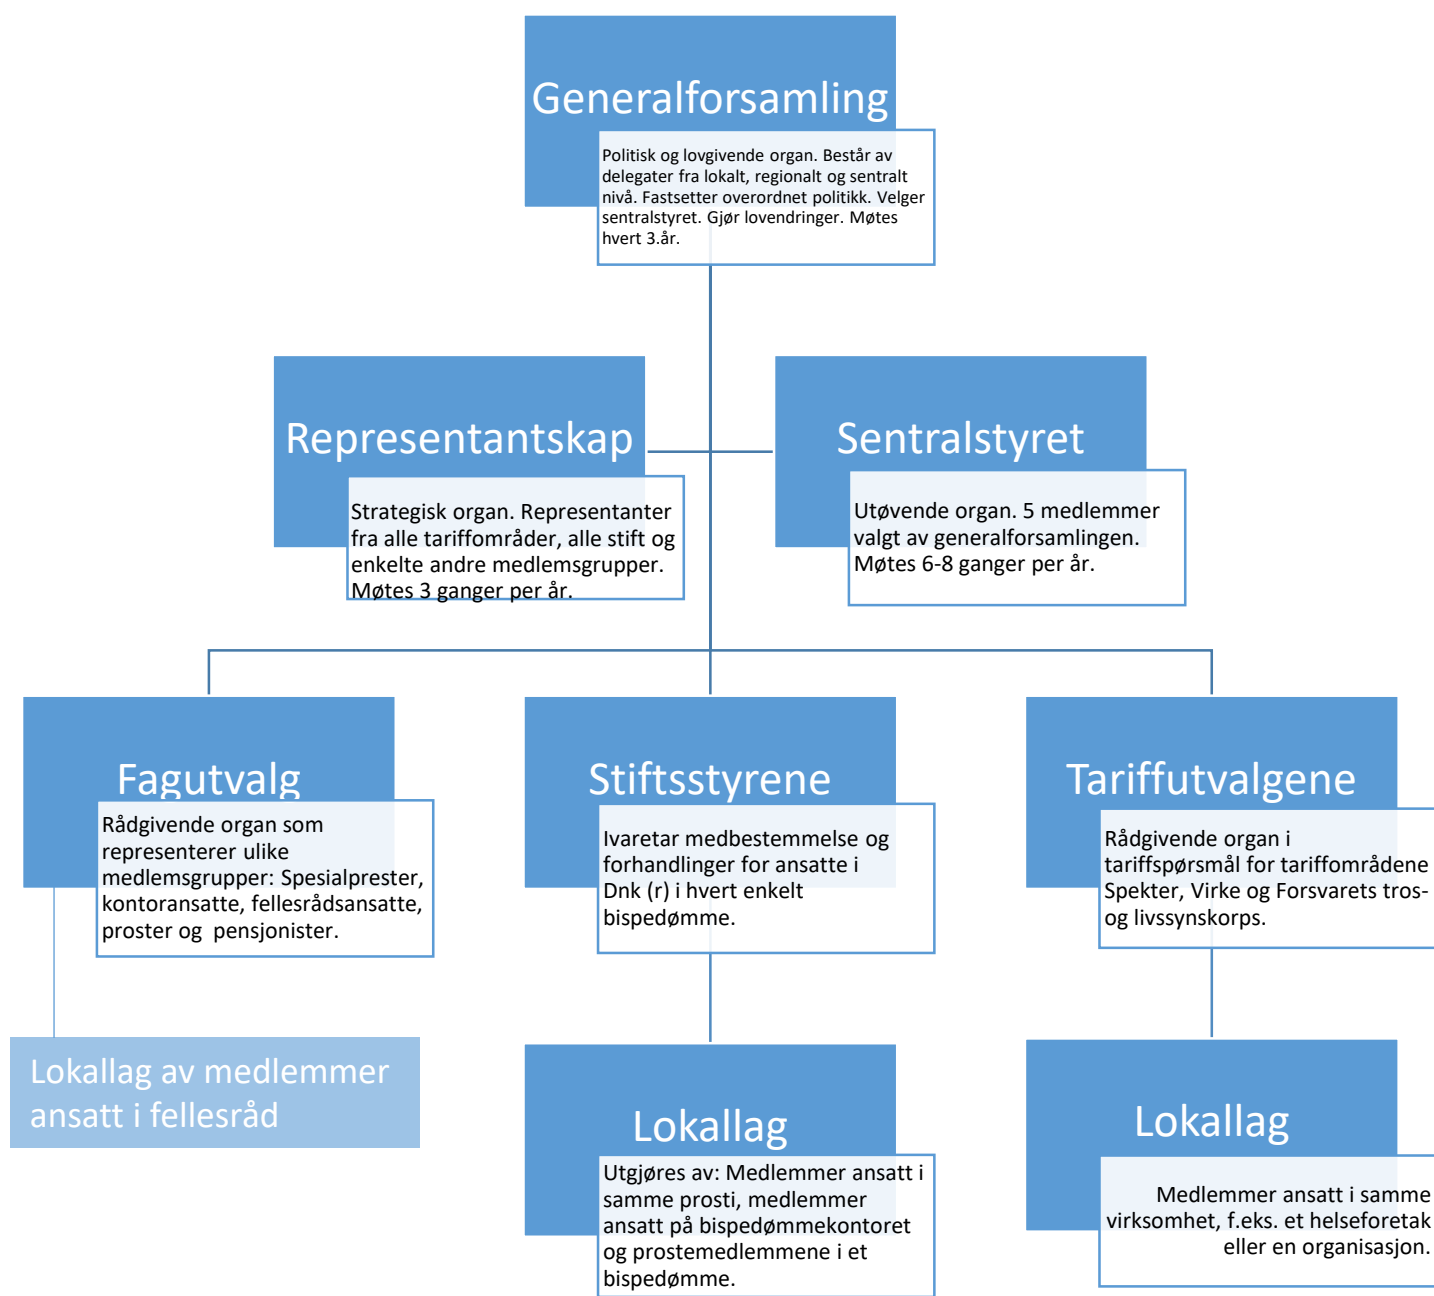 Generalforsamling
Politisk og lovgivende organ. Består av
delegater fra lokalt, regionalt og sentralt
nivå. Fastsetter overordnet politikk. Velger
sentralstyret. Gjør lovendringer. Møtes
hvert 3.år.
Representantskap
Strategisk organ. Representanter
fra alle tariffområder, alle stift og
enkelte andre medlemsgrupper.
Møtes 3 ganger per år.
Sentralstyret
Utøvende organ. 5 medlemmer
valgt av generalforsamlingen.
Møtes 6-8 ganger per år.
Fagutvalg
Rådgivende organ som
representerer ulike
medlemsgrupper: Spesialprester,
kontoransatte, fellesrådsansatte,
proster og  pensjonister.
Stiftsstyrene
Ivaretar medbestemmelse og
forhandlinger for ansatte i
Dnk (r) i hvert enkelt
bispedømme.
Tariffutvalgene
Rådgivende organ i
tariffspørsmål for tariffområdene
Spekter, Virke og Forsvarets tros-
og livssynskorps.
Lokallag av medlemmer
ansatt i fellesråd
Lokallag
Utgjøres av: Medlemmer ansatt i
samme prosti, medlemmer
ansatt på bispedømmekontoret
og prostemedlemmene i et
bispedømme.
Lokallag
Medlemmer ansatt i samme
virksomhet, f.eks. et helseforetak
eller en organisasjon.